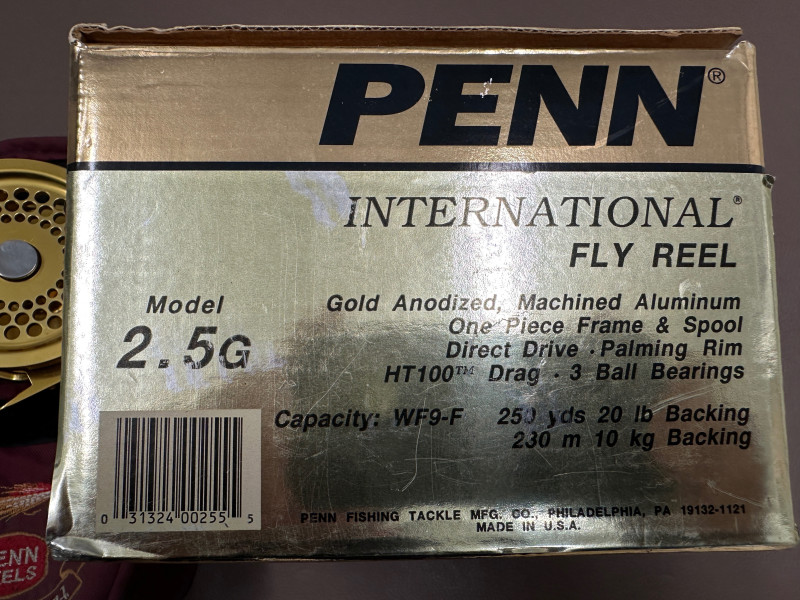 PENN®
INTERNATIONAL®
FLY REEL
Model
2.5G
Gold Anodized, Machined Aluminum
One Piece Frame & Spool
Direct Drive · Palming Rim
HT100™ Drag · 3 Ball Bearings
Capacity: WF9-F 250 yds 20 lb Backing
230 m 10 kg Backing
0 31324 00255 5
PENN FISHING TACKLE MFG. CO., PHILADELPHIA, PA 19132-1121
MADE IN U.S.A.
ENN
ELS